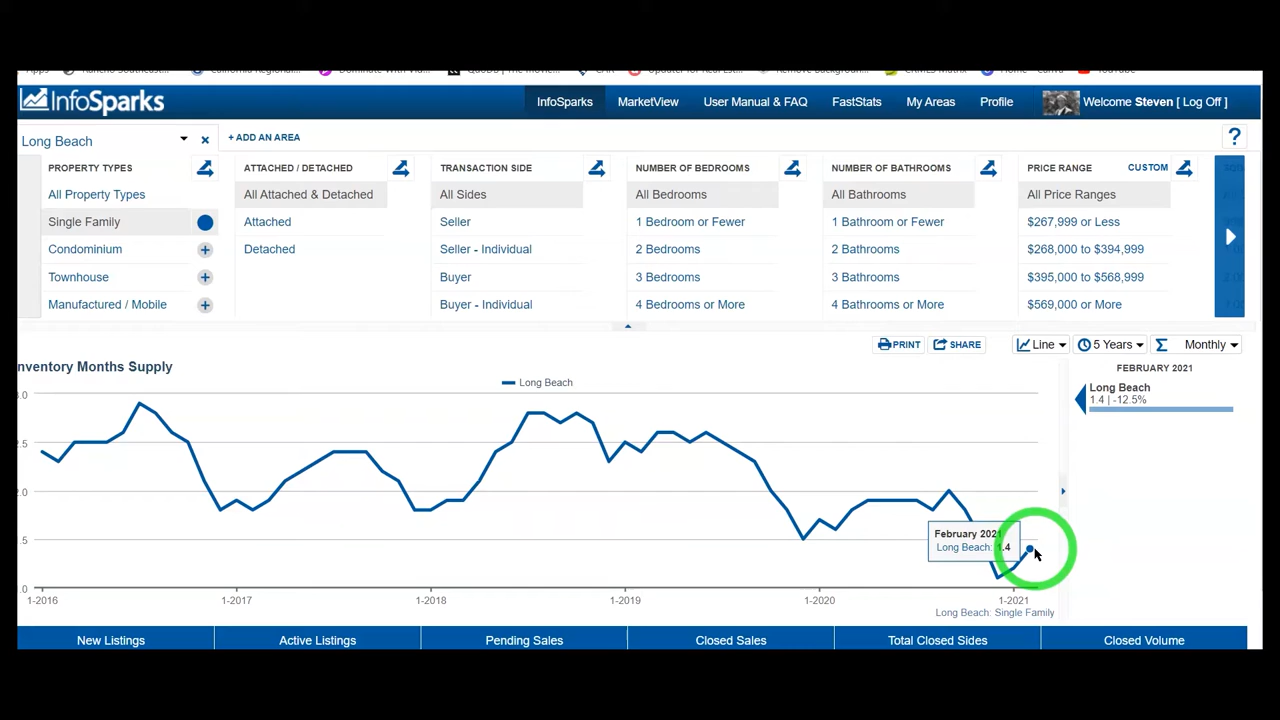 InfoSparks
InfoSparks MarketView User Manual & FAQ FastStats My Areas Profile Welcome Steven [ Log Off ]
Long Beach + ADD AN AREA ?
PROPERTY TYPES
All Property Types
Single Family
Condominium
Townhouse
Manufactured / Mobile
ATTACHED / DETACHED
All Attached & Detached
Attached
Detached
TRANSACTION SIDE
All Sides
Seller
Seller - Individual
Buyer
Buyer - Individual
NUMBER OF BEDROOMS
All Bedrooms
1 Bedroom or Fewer
2 Bedrooms
3 Bedrooms
4 Bedrooms or More
NUMBER OF BATHROOMS
All Bathrooms
1 Bathroom or Fewer
2 Bathrooms
3 Bathrooms
4 Bathrooms or More
PRICE RANGE CUSTOM
All Price Ranges
$267,999 or Less
$268,000 to $394,999
$395,000 to $568,999
$569,000 or More
PRINT SHARE Line 5 Years Σ Monthly
nventory Months Supply
Long Beach
FEBRUARY 2021
Long Beach
1.4 | -12.5%
.0
.5
.0
.5
.0
February 2021
Long Beach: 1.4
1-2016 1-2017 1-2018 1-2019 1-2020 1-2021
Long Beach: Single Family
New Listings Active Listings Pending Sales Closed Sales Total Closed Sides Closed Volume